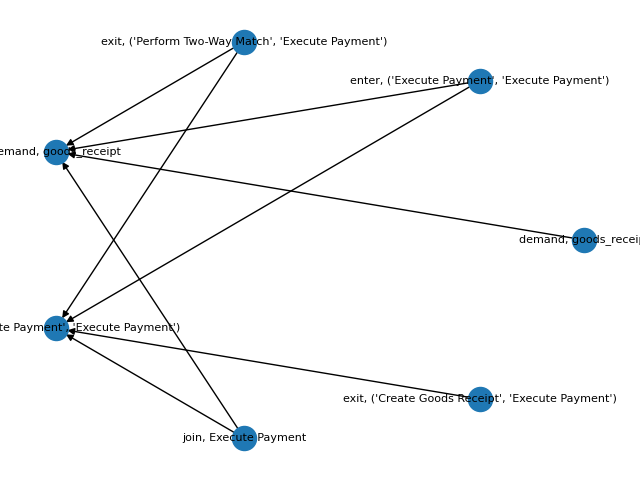 exit, ('Perform Two-Way Match', 'Execute Payment')
enter, ('Execute Payment', 'Execute Payment')
emand, goods_receipt
demand, goods_receip
te Payment', 'Execute Payment')
exit, ('Create Goods Receipt', 'Execute Payment')
join, Execute Payment